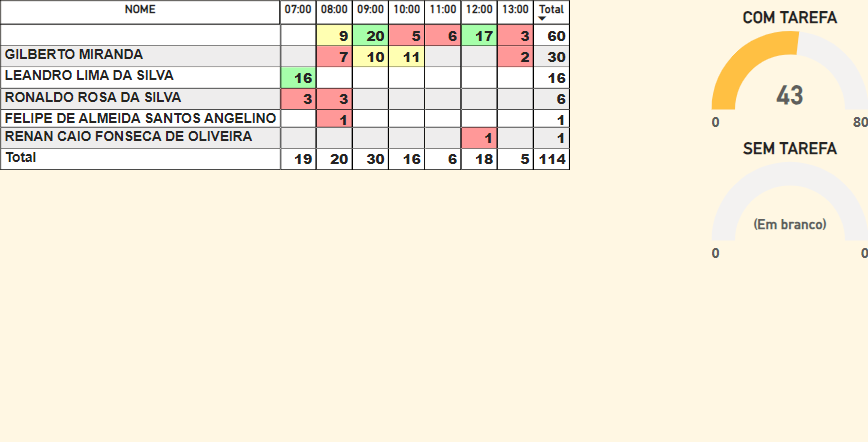 NOME 07:00 08:00 09:00 10:00 11:00 12:00 13:00 Total
9 20 5 6 17 3 60
GILBERTO MIRANDA 7 10 11 2 30
LEANDRO LIMA DA SILVA 16 16
RONALDO ROSA DA SILVA 3 3 6
FELIPE DE ALMEIDA SANTOS ANGELINO 1 1
RENAN CAIO FONSECA DE OLIVEIRA 1 1
Total 19 20 30 16 6 18 5 114
COM TAREFA
43
0 80
SEM TAREFA
(Em branco)
0 0